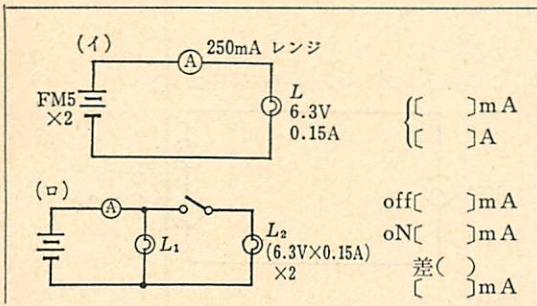 (イ)
Ⓐ 250mA レンジ
FM5
×2
L
6.3V
0.15A
{[ ]mA
[ ]A
(ロ)
Ⓐ
L₁
L₂
(6.3V×0.15A)
×2
off[ ]mA
oN[ ]mA
差( )
[ ]mA